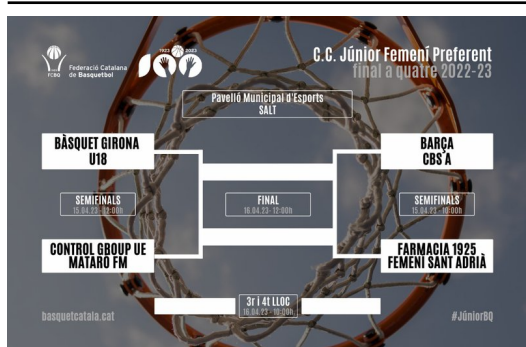 1923 2023
FCBQ
Federació Catalana
de Basquetbol
C.C. Júnior Femení Preferent
final a quatre 2022-23
Pavelló Municipal d'Esports
SALT
BÀSQUET GIRONA
U18
BARÇA
CBS A
SEMIFINALS
15.04.23- 12:00h
FINAL
16.04.23- 12:00h
SEMIFINALS
15.04.23- 10:00h
CONTROL GROUP UE
MATARÓ FM
FARMACIA 1925
FEMENÍ SANT ADRIÀ
3r i 4t LLOC
16.04.23 - 10:00h
basquetcatala.cat
#JúniorBQ